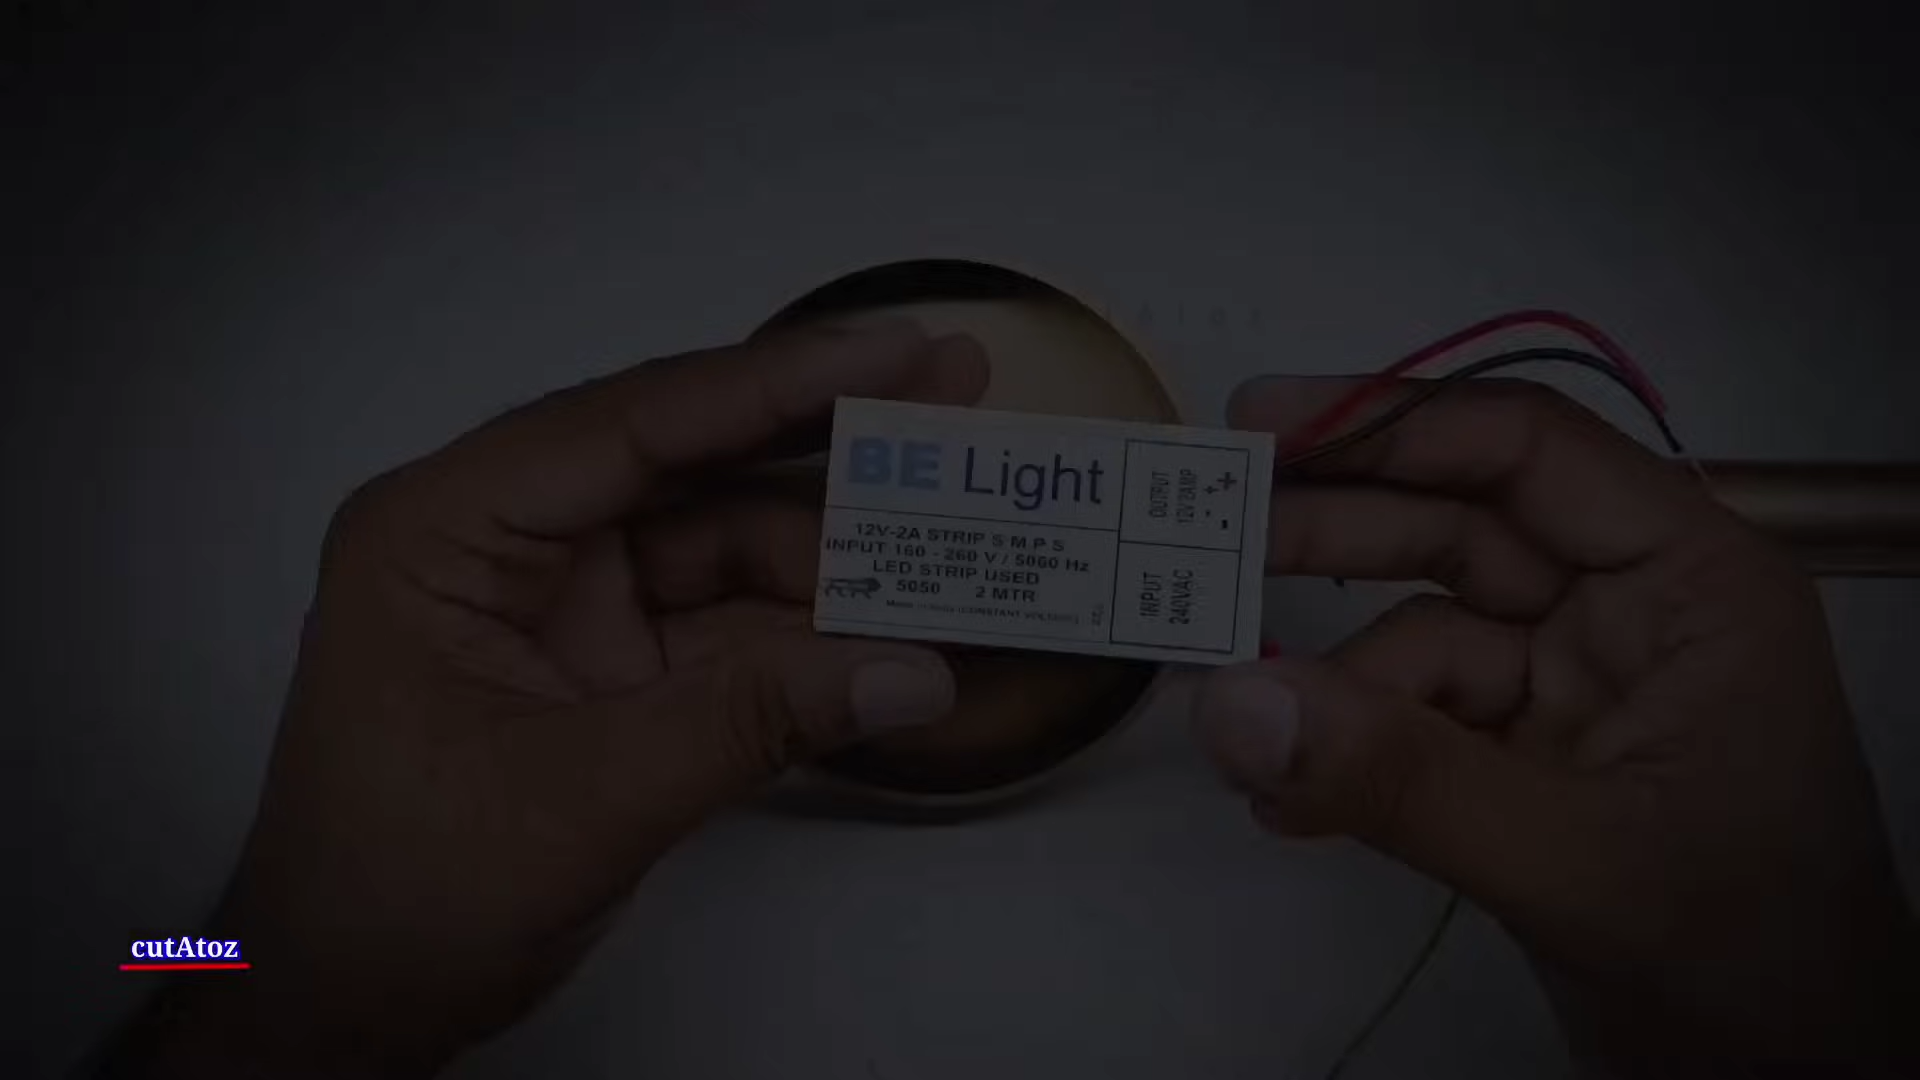 BE Light
12V-2A STRIP S M P S
INPUT 160 - 260 V / 5060 Hz
LED STRIP USED
5050 2 MTR
OUTPUT
12V 2AMP
+ +
- -
INPUT
240VAC
cutAtoz